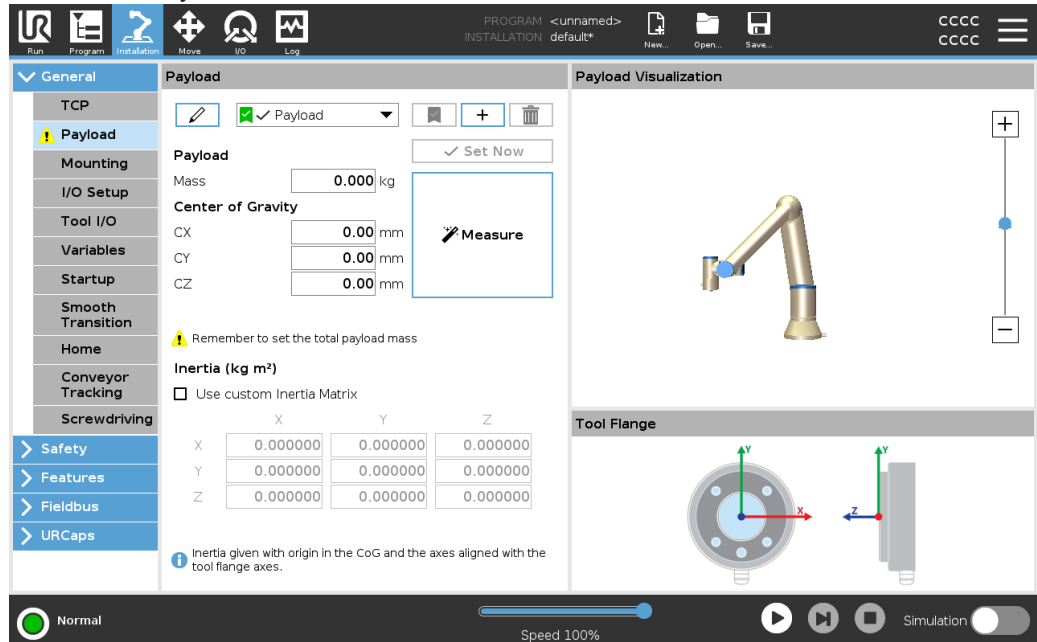 PROGRAM <unnamed>
INSTALLATION default*
CCCC
CCCC
UR
Run
Program
Installation
Move
I/O
Log
New...
Open...
Save...
General
TCP
Payload
Mounting
I/O Setup
Tool I/O
Variables
Startup
Smooth
Transition
Home
Conveyor
Tracking
Screwdriving
Safety
Features
Fieldbus
URCaps
Payload
Payload
Set Now
Payload
Mass 0.000 kg
Center of Gravity
CX 0.00 mm
CY 0.00 mm
CZ 0.00 mm
Measure
Remember to set the total payload mass
Inertia (kg m²)
Use custom Inertia Matrix
X Y Z
X 0.000000 0.000000 0.000000
Y 0.000000 0.000000 0.000000
Z 0.000000 0.000000 0.000000
Inertia given with origin in the CoG and the axes aligned with the
tool flange axes.
Payload Visualization
Tool Flange
Y
X
Y
Z
Normal
Speed 100%
Simulation